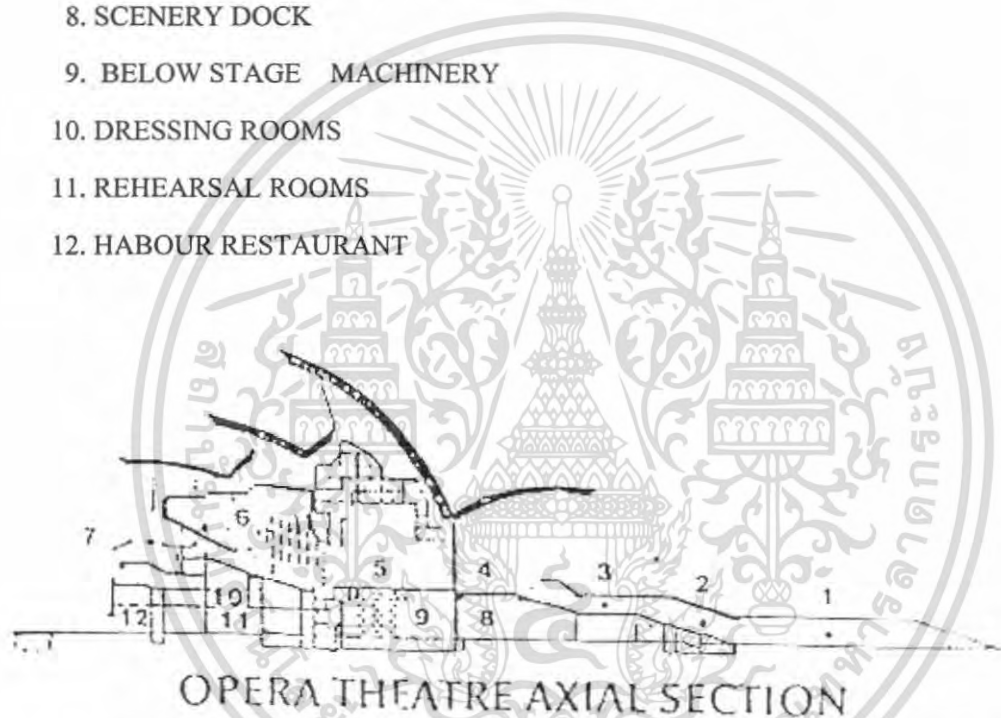 8. SCENERY DOCK
9. BELOW STAGE MACHINERY
10. DRESSING ROOMS
11. REHEARSAL ROOMS
12. HABOUR RESTAURANT
6
7
5
4
3
2
1
10
12
11
9
8
OPERA THEATRE AXIAL SECTION